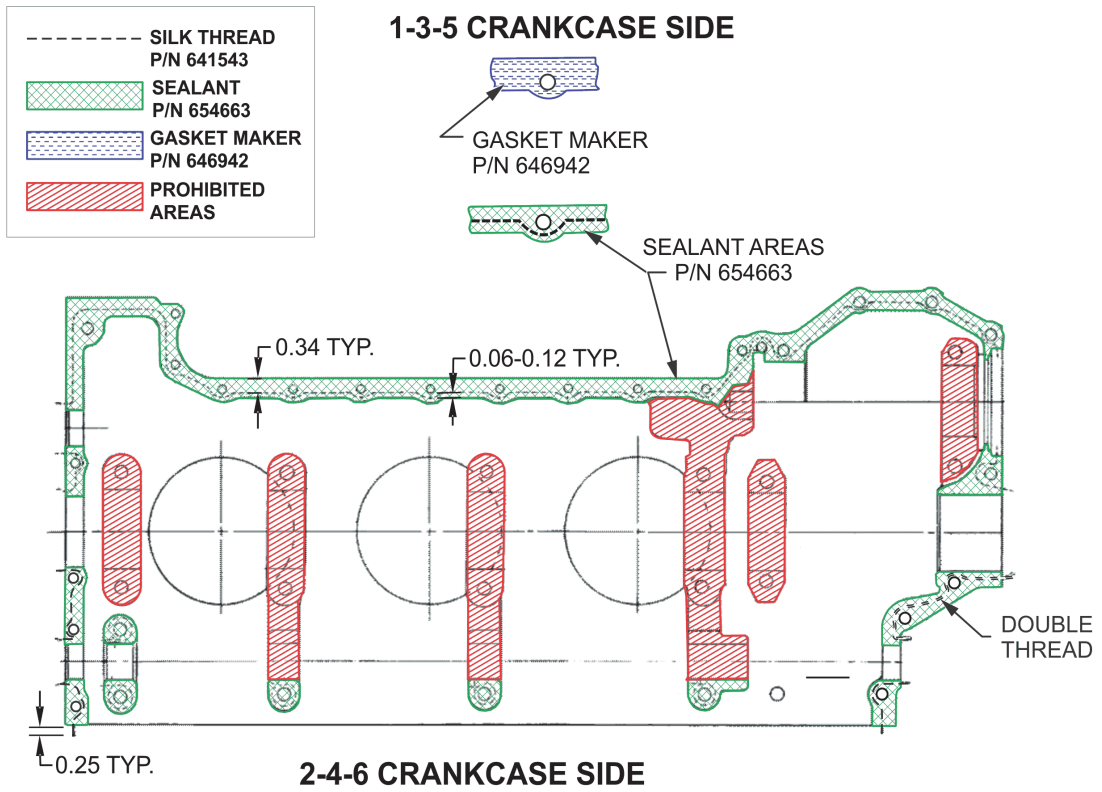 1-3-5 CRANKCASE SIDE
SILK THREAD
P/N 641543
SEALANT
P/N 654663
GASKET MAKER
P/N 646942
PROHIBITED
AREAS
GASKET MAKER
P/N 646942
SEALANT AREAS
P/N 654663
0.34 TYP.
0.06-0.12 TYP.
DOUBLE
THREAD
0.25 TYP.
2-4-6 CRANKCASE SIDE